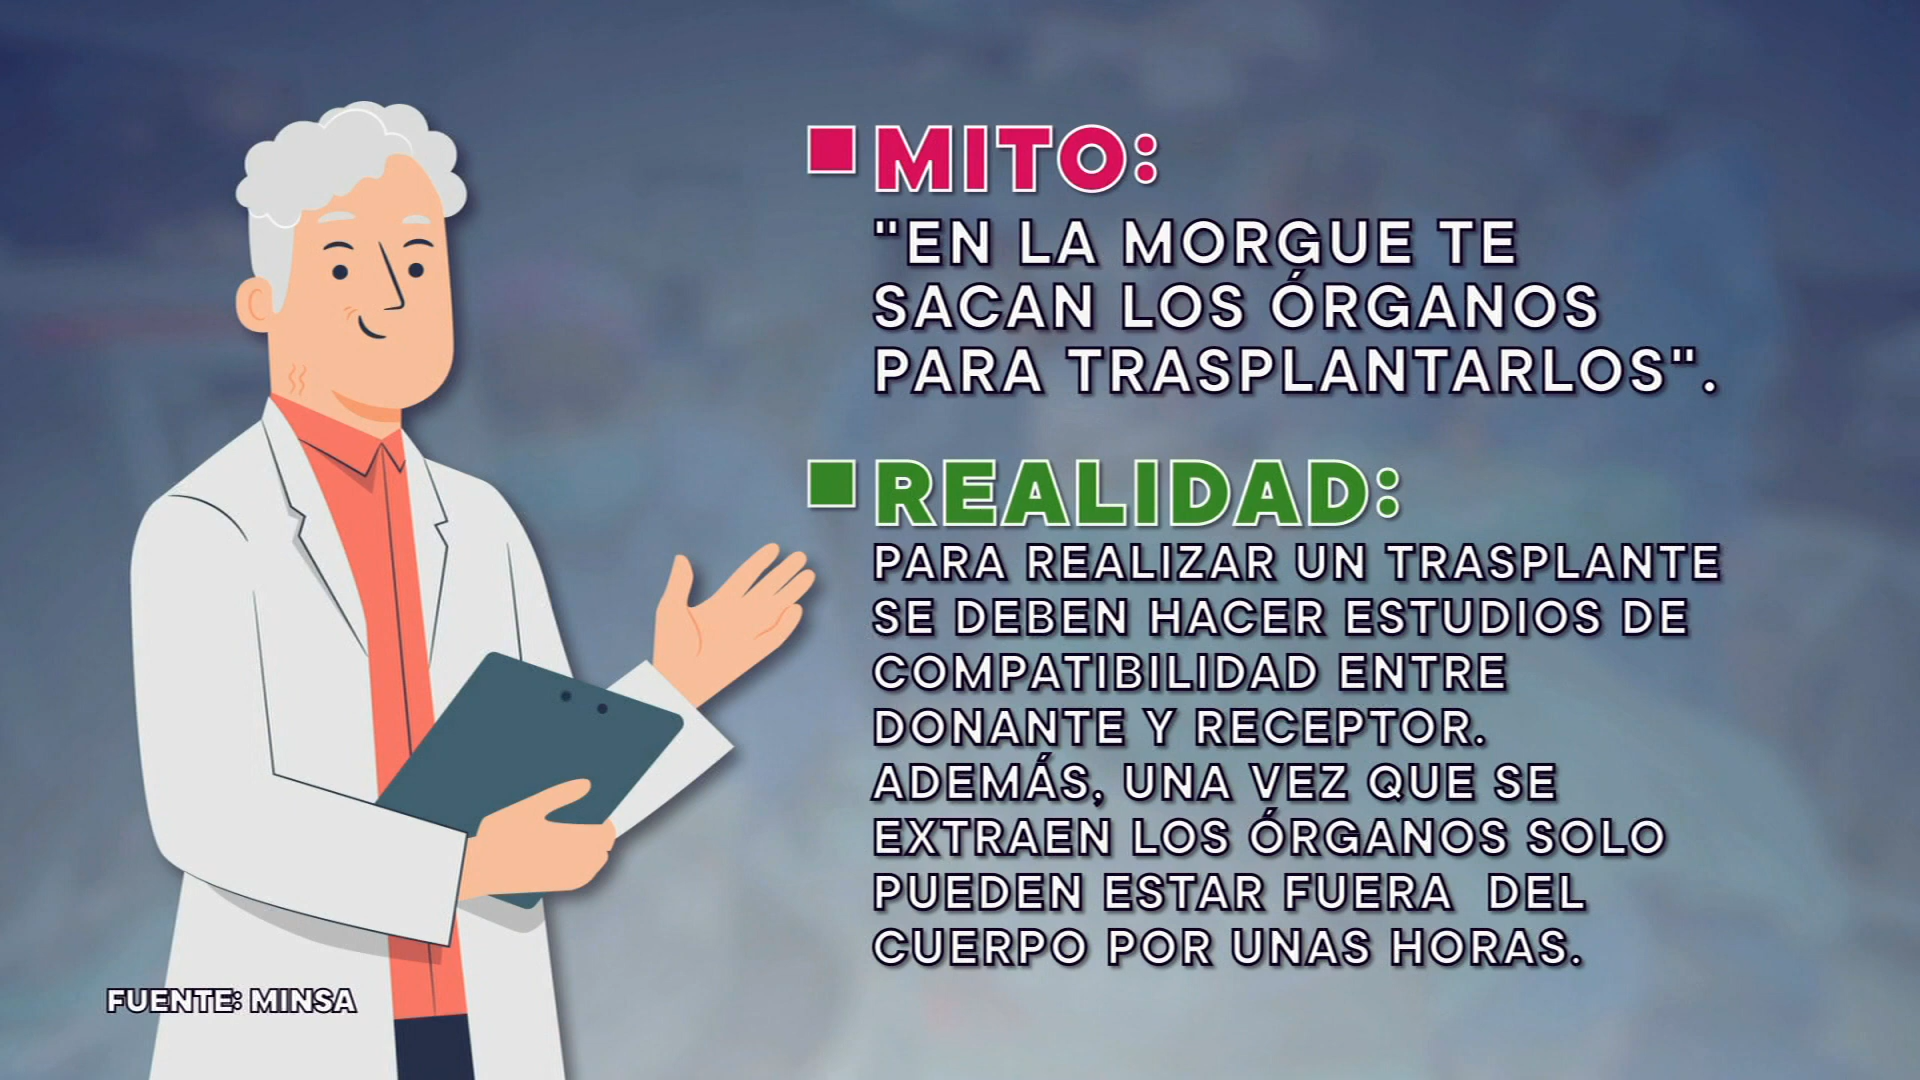 MITO:
"EN LA MORGUE TE
SACAN LOS ÓRGANOS
PARA TRASPLANTARLOS".
REALIDAD:
PARA REALIZAR UN TRASPLANTE
SE DEBEN HACER ESTUDIOS DE
COMPATIBILIDAD ENTRE
DONANTE Y RECEPTOR.
ADEMÁS, UNA VEZ QUE SE
EXTRAEN LOS ÓRGANOS SOLO
PUEDEN ESTAR FUERA  DEL
CUERPO POR UNAS HORAS.
FUENTE: MINSA